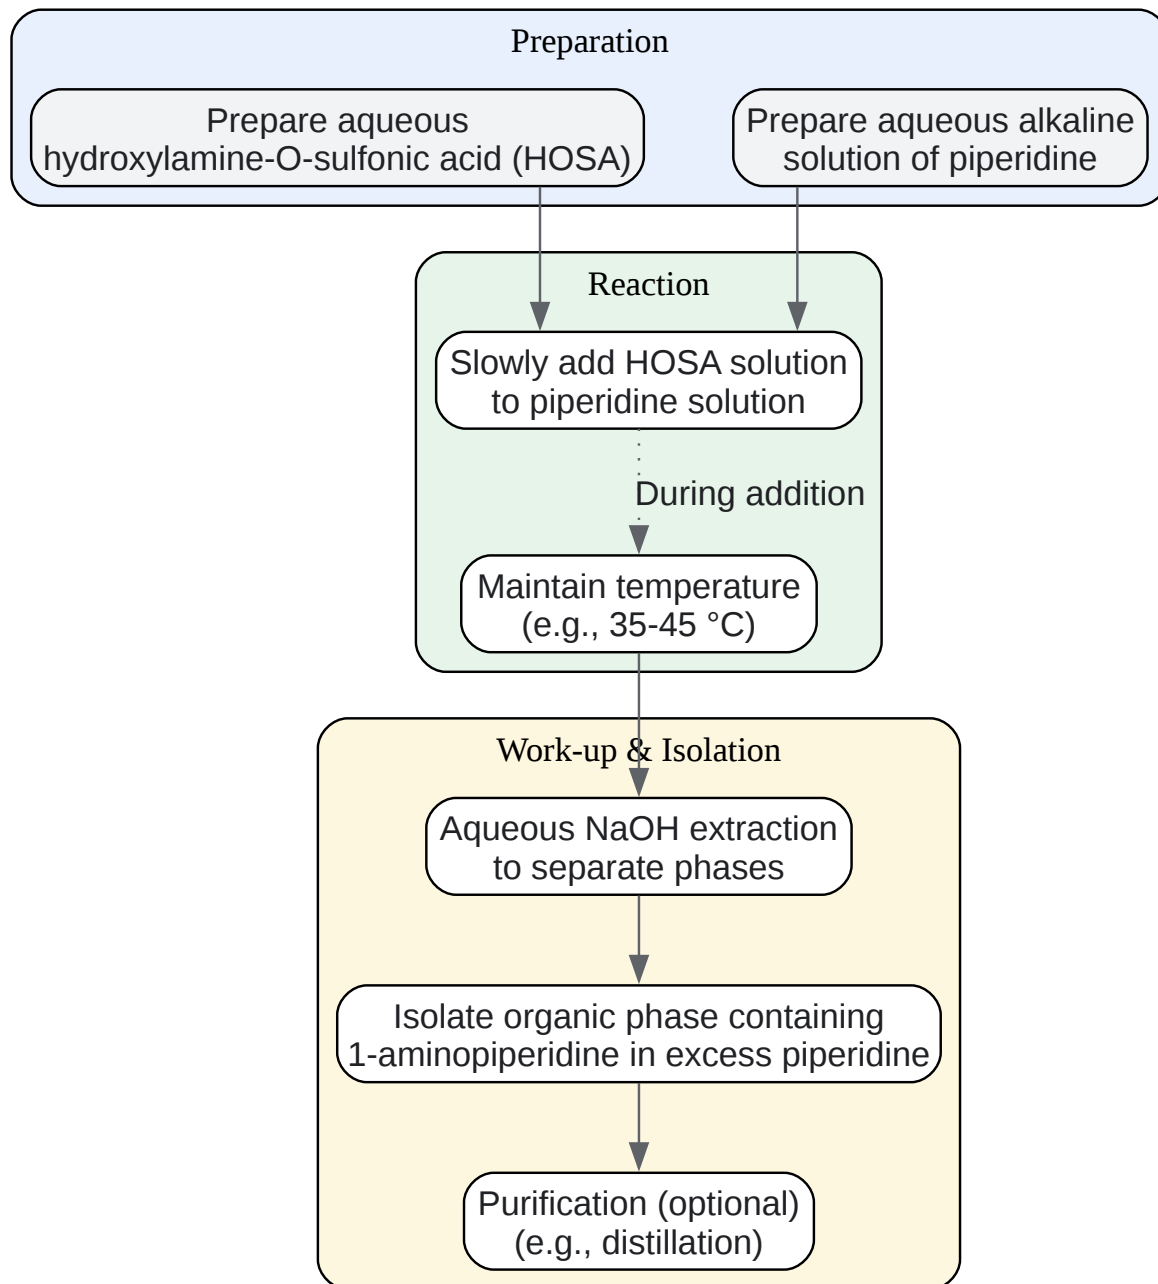 Preparation
Prepare aqueous
hydroxylamine-O-sulfonic acid (HOSA)
Prepare aqueous alkaline
solution of piperidine
Reaction
Slowly add HOSA solution
to piperidine solution
During addition
Maintain temperature
(e.g., 35-45 °C)
Work-up & Isolation
Aqueous NaOH extraction
to separate phases
Isolate organic phase containing
1-aminopiperidine in excess piperidine
Purification (optional)
(e.g., distillation)